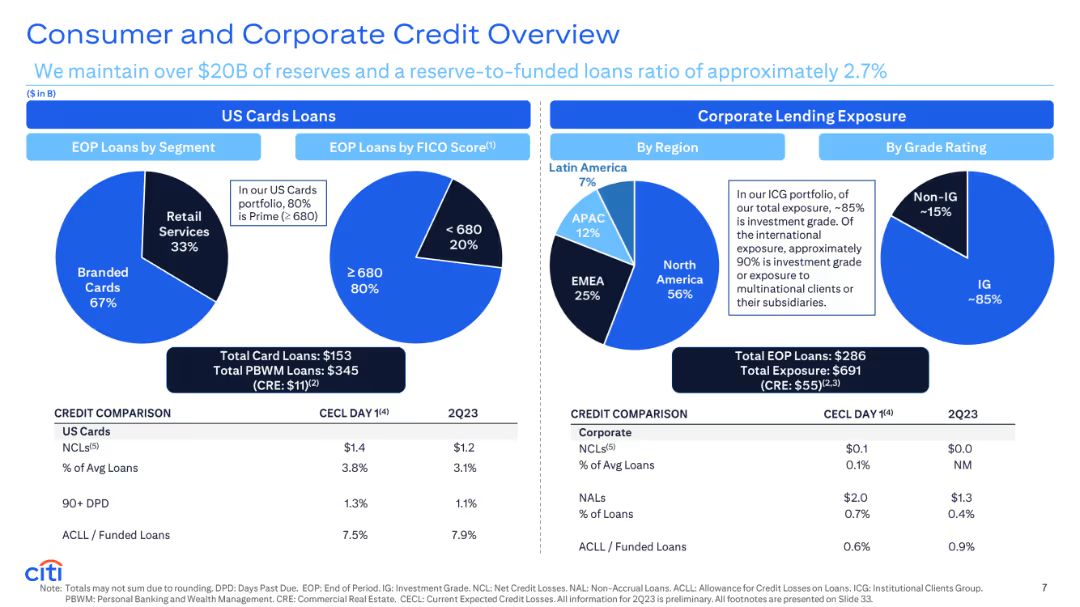 Consumer and Corporate Credit Overview
We maintain over $20B of reserves and a reserve-to-funded loans ratio of approximately 2.7%
($ in B)
US Cards Loans
EOP Loans by Segment
EOP Loans by FICO Score(1)
Retail
Services
33%
Branded
Cards
67%
In our US Cards
portfolio, 80%
is Prime (≥ 680)
< 680
20%
≥ 680
80%
Total Card Loans: $153
Total PBWM Loans: $345
(CRE: $11)(2)
CREDIT COMPARISON CECL DAY 1(4) 2Q23
US Cards
NCLs(5) $1.4 $1.2
% of Avg Loans 3.8% 3.1%
90+ DPD 1.3% 1.1%
ACLL / Funded Loans 7.5% 7.9%
Corporate Lending Exposure
By Region
By Grade Rating
Latin America
7%
APAC
12%
EMEA
25%
North
America
56%
In our ICG portfolio, of
our total exposure, ~85%
is investment grade. Of
the international
exposure, approximately
90% is investment grade
or exposure to
multinational clients or
their subsidiaries.
Non-IG
~15%
IG
~85%
Total EOP Loans: $286
Total Exposure: $691
(CRE: $55)(2,3)
CREDIT COMPARISON CECL DAY 1(4) 2Q23
Corporate
NCLs(5) $0.1 $0.0
% of Avg Loans 0.1% NM
NALs $2.0 $1.3
% of Loans 0.7% 0.4%
ACLL / Funded Loans 0.6% 0.9%
citi
Note: Totals may not sum due to rounding. DPD: Days Past Due. EOP: End of Period. IG: Investment Grade. NCL: Net Credit Losses. NAL: Non-Accrual Loans. ACLL: Allowance for Credit Losses on Loans. ICG: Institutional Clients Group.
PBWM: Personal Banking and Wealth Management. CRE: Commercial Real Estate. CECL: Current Expected Credit Losses. All information for 2Q23 is preliminary. All footnotes are presented on Slide 33.
7